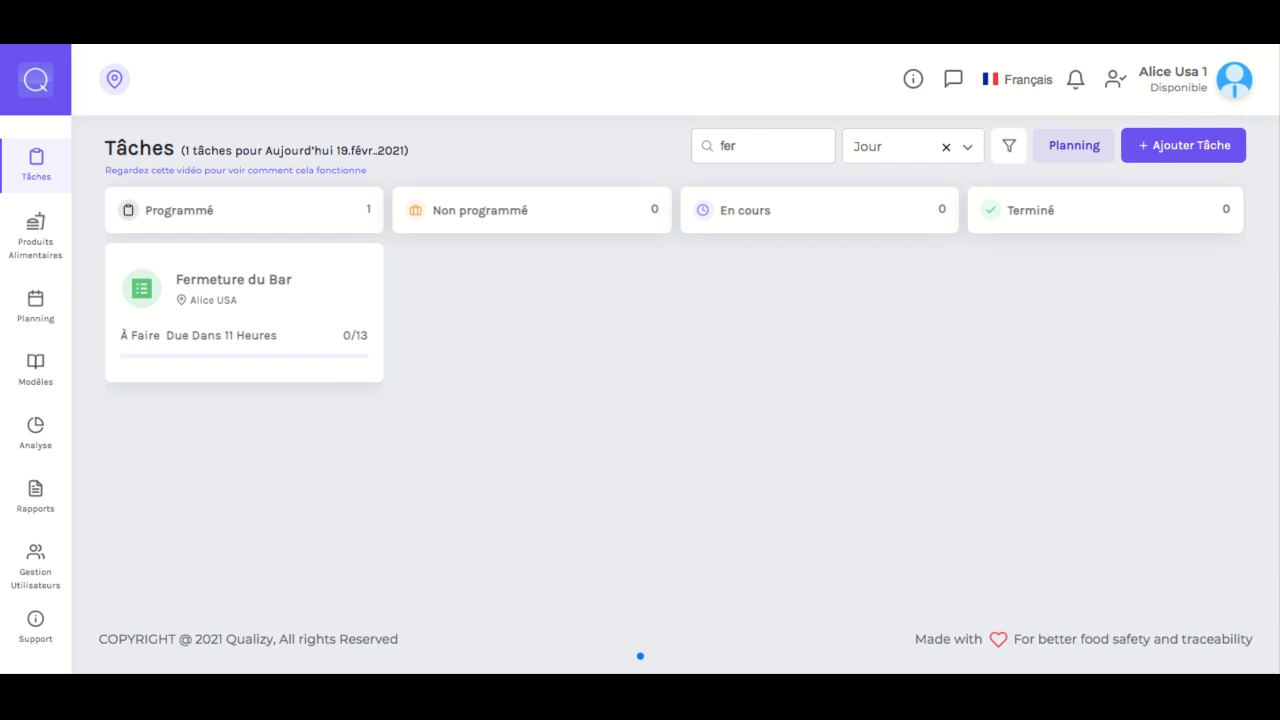 Q
Français
Alice Usa 1
Disponible
Tâches (1 tâches pour Aujourd'hui 19.févr..2021)
Regardez cette vidéo pour voir comment cela fonctionne
fer
Jour
Planning
+ Ajouter Tâche
Tâches
Produits
Alimentaires
Planning
Modèles
Analyse
Rapports
Gestion
Utilisateurs
Support
Programmé 1
Non programmé 0
En cours 0
Terminé 0
Fermeture du Bar
Alice USA
À Faire Due Dans 11 Heures 0/13
COPYRIGHT @ 2021 Qualizy, All rights Reserved
Made with For better food safety and traceability